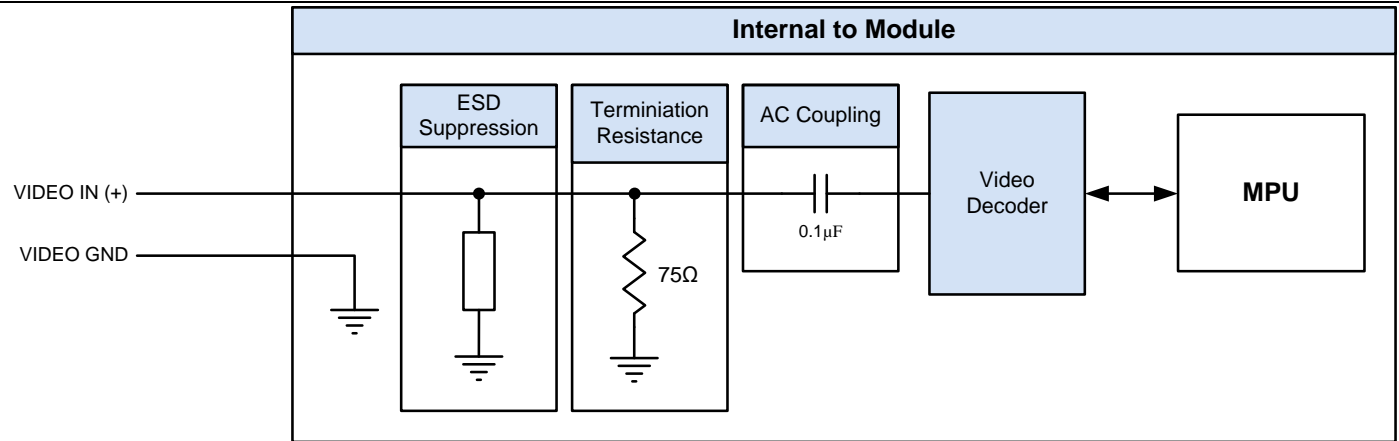 Internal to Module
ESD
Suppression
Terminiation
Resistance
AC Coupling
VIDEO IN (+)
VIDEO GND
75Ω
0.1µF
Video
Decoder
MPU